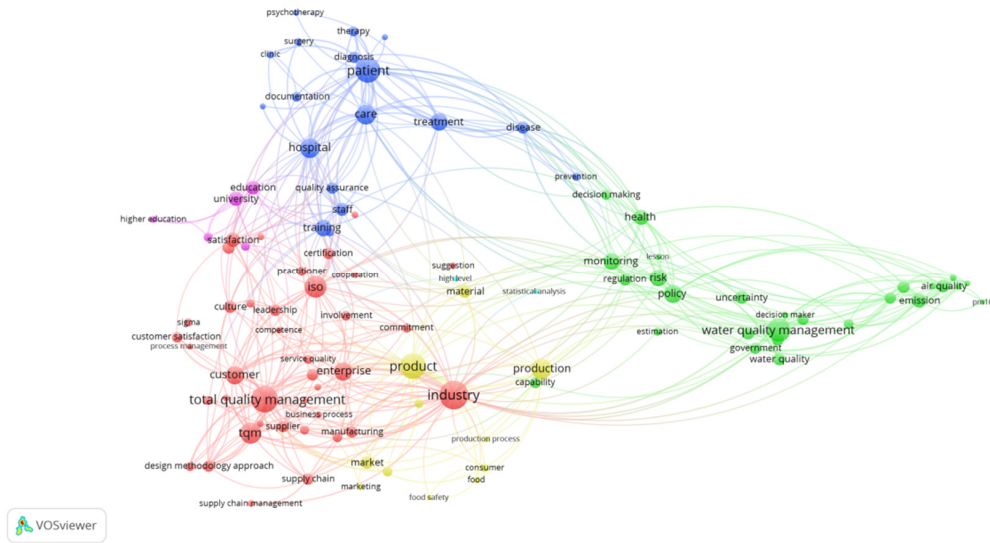 psychotherapy
therapy
surgery
clinic
diagnosis
patient
documentation
care
treatment
disease
hospital
prevention
education
quality assurance
decision making
university
staff
higher education
health
training
satisfaction
certification
lesson
monitoring
suggestion
practitioner
cooperation
high level
regulation
risk
iso
material
statistical analysis
policy
air quality
uncertainty
emission
pm10
culture
leadership
involvement
decision maker
sigma
competence
commitment
estimation
water quality management
customer satisfaction
process management
government
service quality
water quality
product
production
customer
enterprise
capability
total quality management
industry
business process
supplier
tqm
manufacturing
production process
market
design methodology approach
consumer
supply chain
food
marketing
food safety
supply chain management
VOSviewer